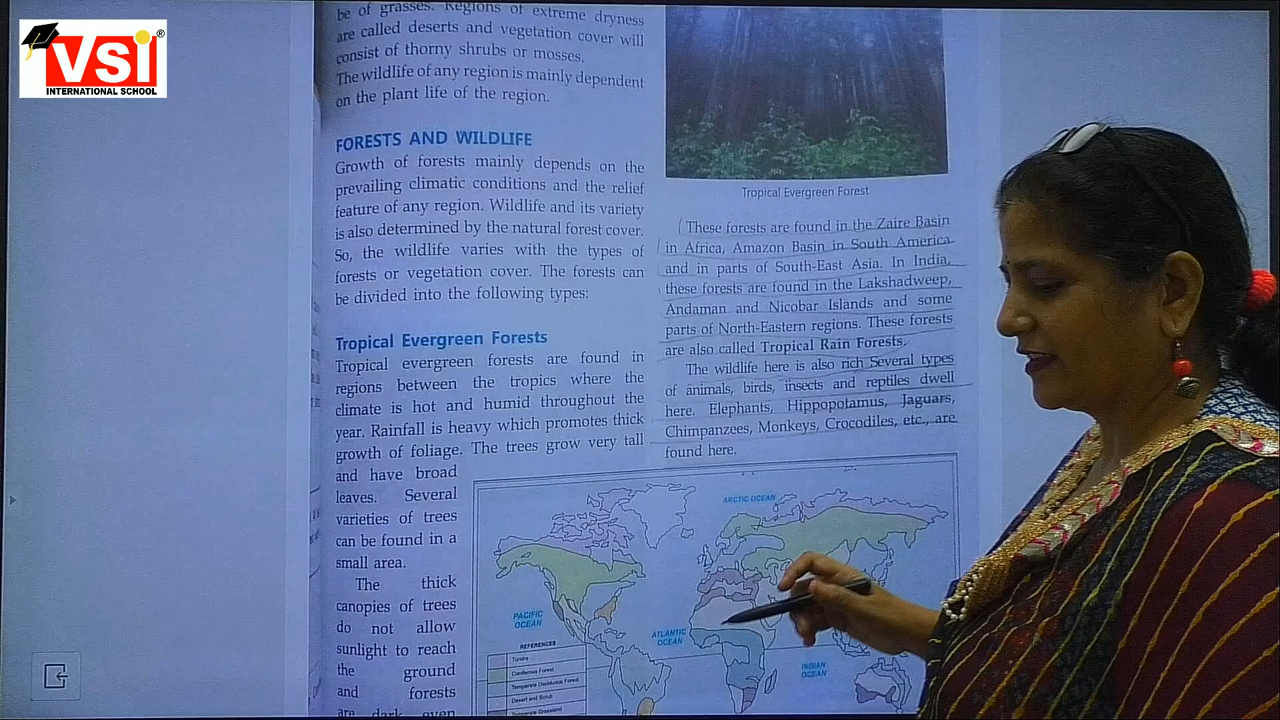 VSI®
INTERNATIONAL SCHOOL
be of grasses. Regions of extreme dryness
are called deserts and vegetation cover will
consist of thorny shrubs or mosses.
The wildlife of any region is mainly dependent
on the plant life of the region.
FORESTS AND WILDLIFE
Growth of forests mainly depends on the
prevailing climatic conditions and the relief
feature of any region. Wildlife and its variety
is also determined by the natural forest cover.
So, the wildlife varies with the types of
forests or vegetation cover. The forests can
be divided into the following types:
Tropical Evergreen Forests
Tropical evergreen forests are found in
regions between the tropics where the
climate is hot and humid throughout the
year. Rainfall is heavy which promotes thick
growth of foliage. The trees grow very tall
and have broad
leaves. Several
varieties of trees
can be found in a
small area.
The thick
canopies of trees
do not allow
sunlight to reach
the ground
and forests
are dark even
Tropical Evergreen Forest
These forests are found in the Zaire Basin
in Africa, Amazon Basin in South America
and in parts of South-East Asia. In India,
these forests are found in the Lakshadweep,
Andaman and Nicobar Islands and some
parts of North-Eastern regions. These forests
are also called Tropical Rain Forests.
The wildlife here is also rich Several types
of animals, birds, insects and reptiles dwell
here. Elephants, Hippopotamus, Jaguars,
Chimpanzees, Monkeys, Crocodiles, etc., are
found here.
ARCTIC OCEAN
PACIFIC
OCEAN
ATLANTIC
OCEAN
INDIAN
OCEAN
REFERENCES
Tundra
Coniferous Forest
Temperate Deciduous Forest
Desert and Scrub
Temperate Grassland